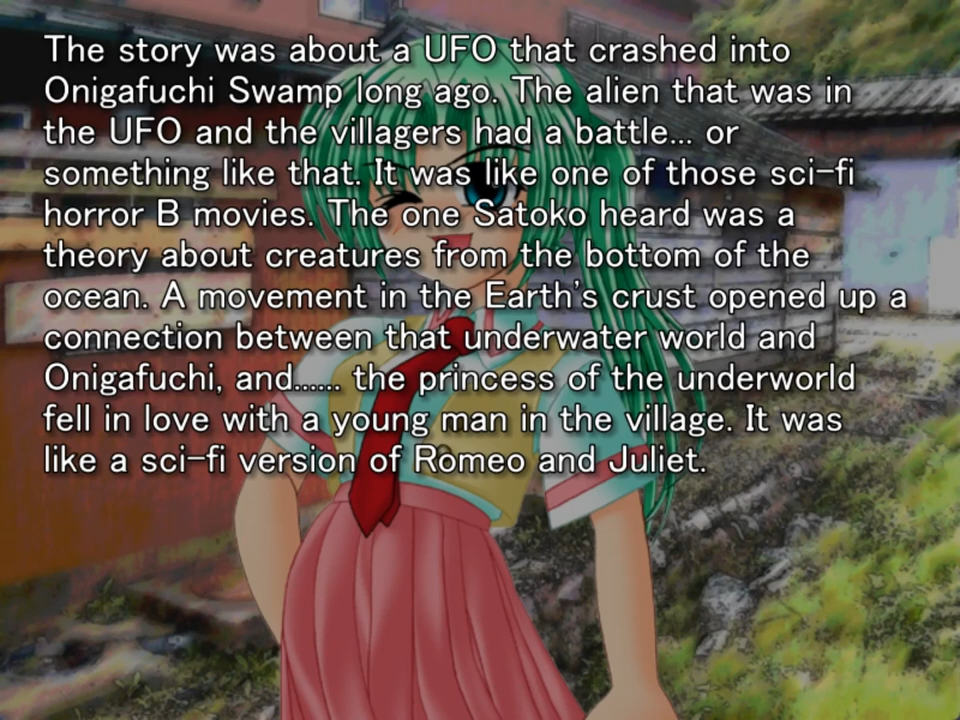 The story was about a UFO that crashed into
Onigafuchi Swamp long ago. The alien that was in
the UFO and the villagers had a battle... or
something like that. It was like one of those sci-fi
horror B movies. The one Satoko heard was a
theory about creatures from the bottom of the
ocean. A movement in the Earth's crust opened up a
connection between that underwater world and
Onigafuchi, and...... the princess of the underworld
fell in love with a young man in the village. It was
like a sci-fi version of Romeo and Juliet.